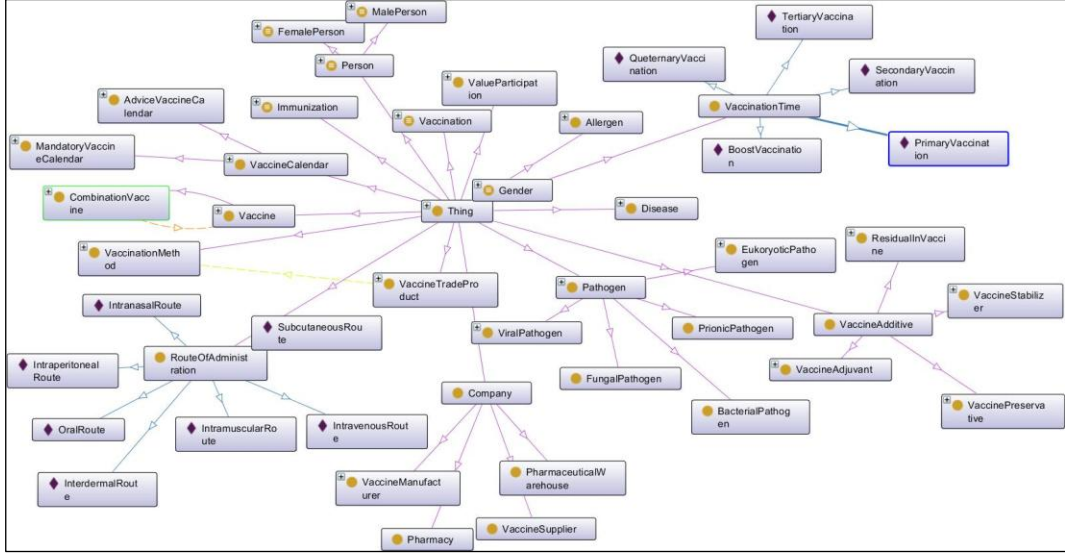 MalePerson
TertiaryVaccina
tion
FemalePerson
QueternaryVacci
nation
Person
ValueParticipat
ion
SecondaryVaccin
ation
AdviceVaccineCa
lendar
Immunization
VaccinationTime
Vaccination
Allergen
MandatoryVaccin
eCalendar
VaccineCalendar
BoostVaccinatio
n
PrimaryVaccinat
ion
CombinationVacc
ine
Gender
Vaccine
Thing
Disease
VaccinationMet
hod
EukoryoticPatho
gen
ResidualInVacci
ne
VaccineTradePro
duct
Pathogen
IntranasalRoute
SubcutaneousRou
te
ViralPathogen
PrionicPathogen
VaccineAdditive
VaccineStabiliz
er
Intraperitoneal
Route
RouteOfAdminist
ration
FungalPathogen
VaccineAdjuvant
Company
OralRoute
IntramuscularRo
ute
IntravenousRout
e
BacterialPathog
en
VaccinePreserva
tive
InterdermalRout
e
VaccineManufact
urer
PharmaceuticalW
arehouse
Pharmacy
VaccineSupplier